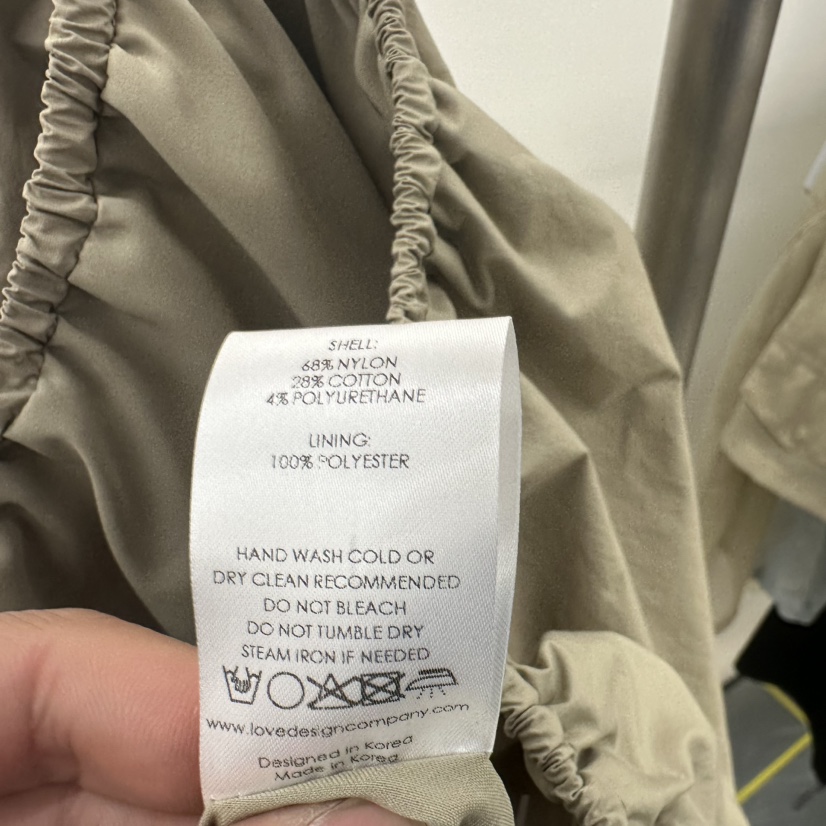 SHELL:
68% NYLON
28% COTTON
4% POLYURETHANE
LINING:
100% POLYESTER
HAND WASH COLD OR
DRY CLEAN RECOMMENDED
DO NOT BLEACH
DO NOT TUMBLE DRY
STEAM IRON IF NEEDED
www.lovedesigncompany.com
Designed in Korea
Made in Korea